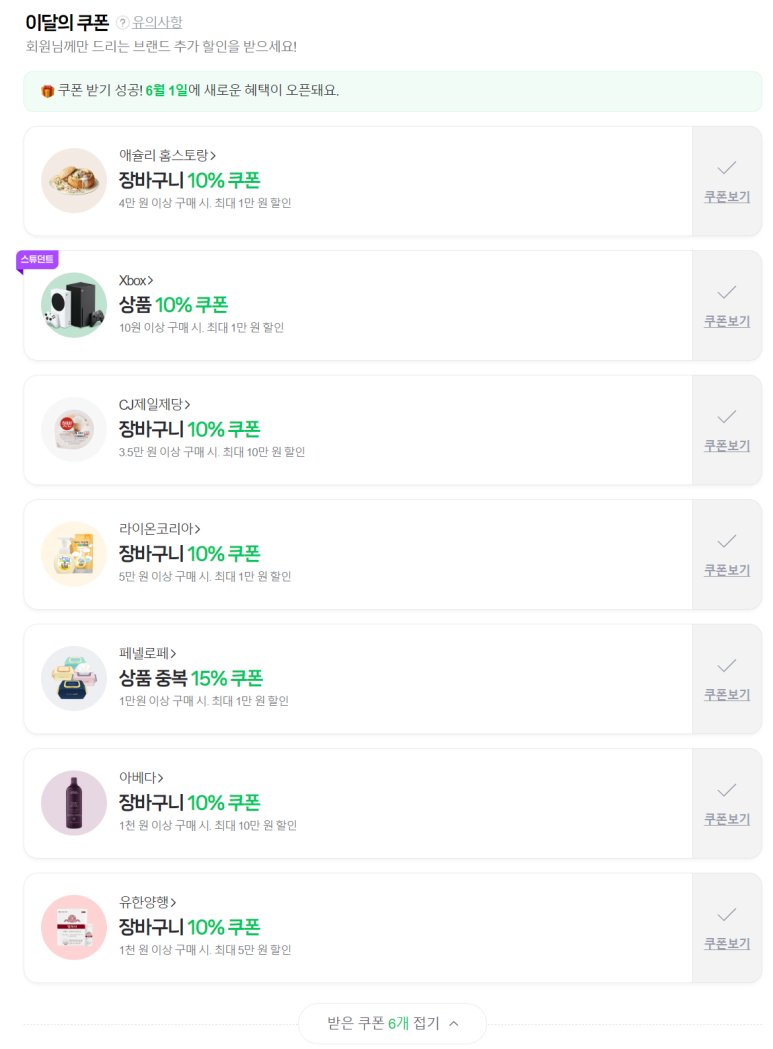 이달의 쿠폰 ? 유의사항
회원님께만 드리는 브랜드 추가 할인을 받으세요!
쿠폰 받기 성공! 6월 1일에 새로운 혜택이 오픈돼요.
애슐리 홈스토랑>
장바구니 10% 쿠폰
4만 원 이상 구매 시. 최대 1만 원 할인
쿠폰보기
스튜던트
Xbox>
상품 10% 쿠폰
10원 이상 구매 시. 최대 1만 원 할인
쿠폰보기
CJ제일제당>
장바구니 10% 쿠폰
3.5만 원 이상 구매 시. 최대 10만 원 할인
쿠폰보기
라이온코리아>
장바구니 10% 쿠폰
5만 원 이상 구매 시. 최대 1만 원 할인
쿠폰보기
페넬로페>
상품 중복 15% 쿠폰
1만원 이상 구매 시. 최대 1만 원 할인
쿠폰보기
아베다>
장바구니 10% 쿠폰
1천 원 이상 구매 시. 최대 10만 원 할인
쿠폰보기
유한양행>
장바구니 10% 쿠폰
1천 원 이상 구매 시. 최대 5만 원 할인
쿠폰보기
받은 쿠폰 6개 접기